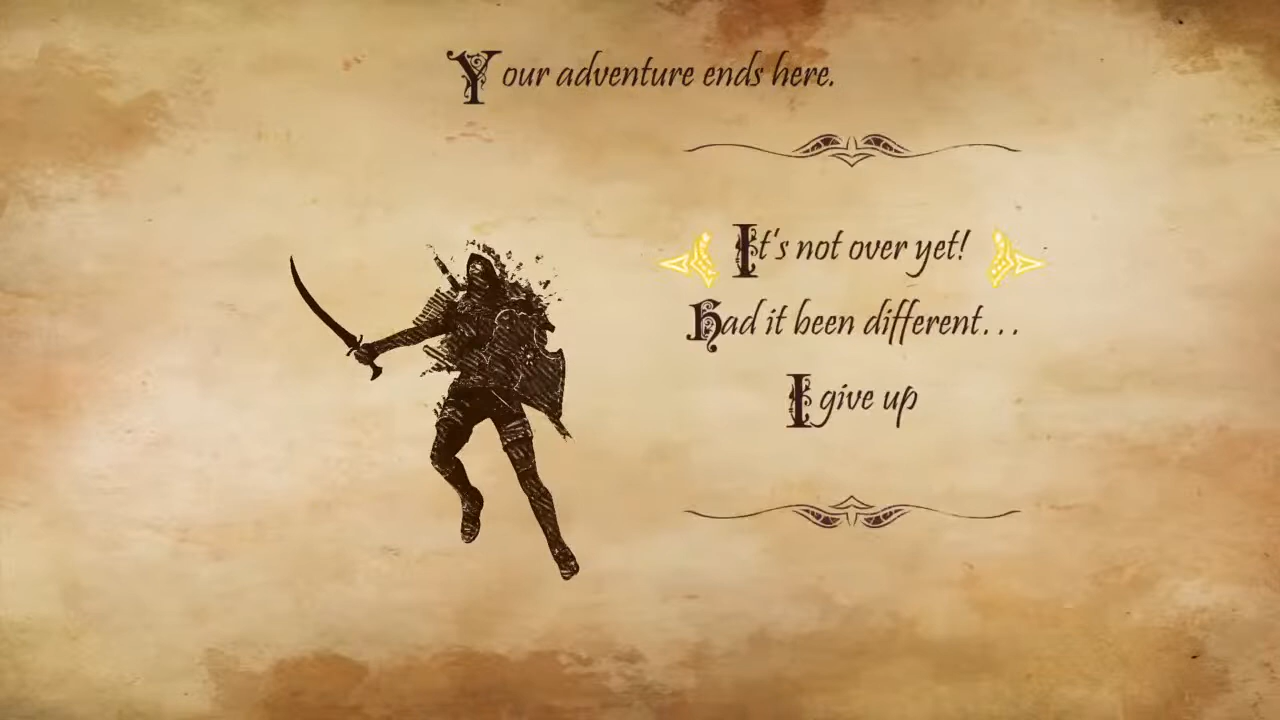 Your adventure ends here.
It's not over yet!
Had it been different...
I give up